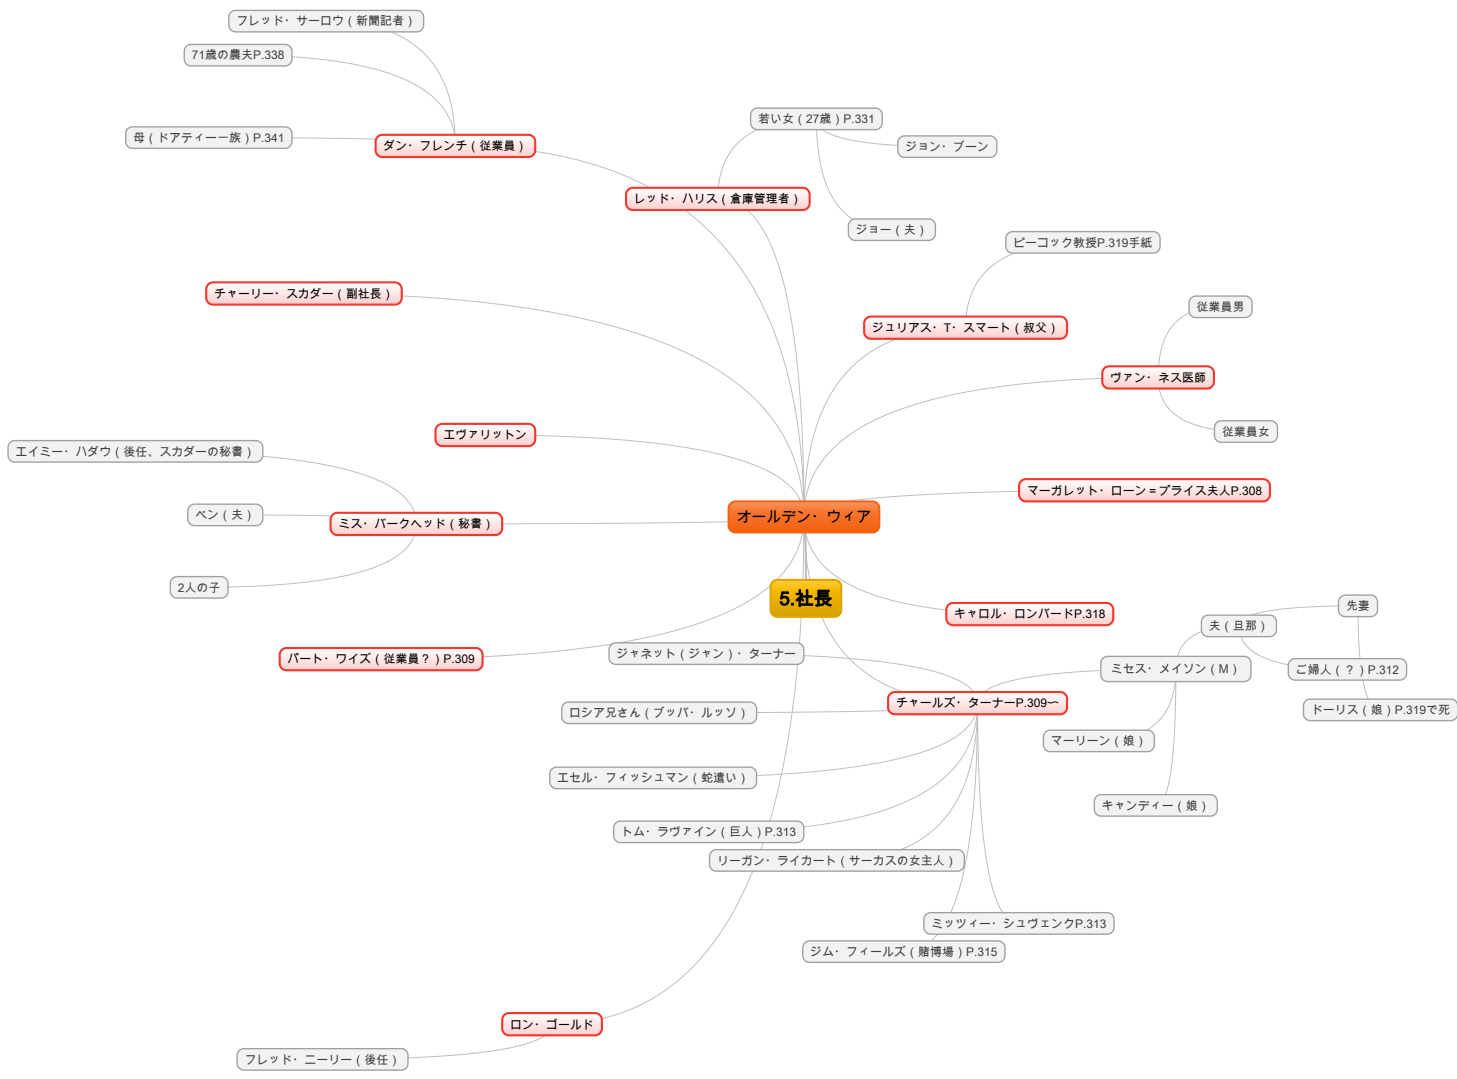 フレッド・サーロウ(新聞記者)
71歳の農夫P.338
母(ドアティー一族)P.341
ダン・フレンチ(従業員)
若い女(27歳)P.331
ジョン・ブーン
レッド・ハリス(倉庫管理者)
ジョー(夫)
ピーコック教授P.319手紙
チャーリー・スカダー(副社長)
従業員男
ジュリアス・T・スマート(叔父)
ヴァン・ネス医師
エヴァリットン
従業員女
エイミー・ハダウ(後任、スカダーの秘書)
マーガレット・ローン=プライス夫人P.308
ベン(夫)
ミス・バークヘッド(秘書)
オールデン・ウィア
2人の子
5.社長
キャロル・ロンバードP.318
先妻
夫(旦那)
バート・ワイズ(従業員?)P.309
ジャネット(ジャン)・ターナー
ミセス・メイソン(M)
ご婦人(?)P.312
チャールズ・ターナーP.309〜
ドーリス(娘)P.319で死
ロシア兄さん(ブッバ・ルッソ)
マーリーン(娘)
エセル・フィッシュマン(蛇遣い)
キャンディー(娘)
トム・ラヴァイン(巨人)P.313
リーガン・ライカート(サーカスの女主人)
ミッツィー・シュヴェンクP.313
ジム・フィールズ(賭博場)P.315
ロン・ゴールド
フレッド・ニーリー(後任)